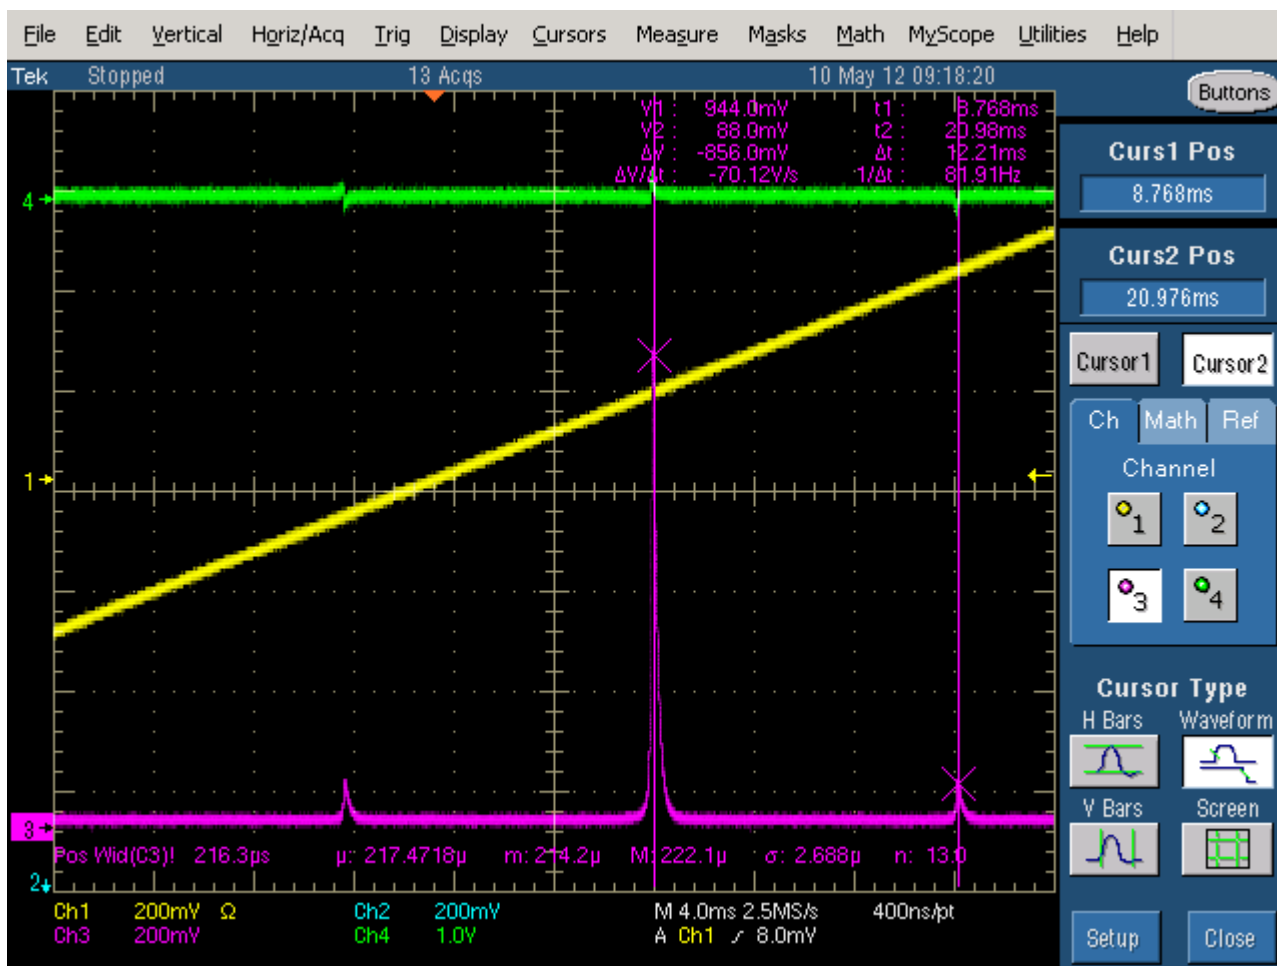 File Edit Vertical Horiz/Acq Trig Display Cursors Measure Masks Math MyScope Utilities Help
Tek Stopped 13 Acqs 10 May 12 09:18:20
Buttons
V1 : 944.0mV t1 : 8.768ms
V2 : 88.0mV t2 : 20.98ms
ΔV : -856.0mV Δt : 12.21ms
ΔV/Δt : -70.12V/s 1/Δt : 81.91Hz
Curs1 Pos
8.768ms
Curs2 Pos
20.976ms
Cursor1 Cursor2
Ch Math Ref
Channel
1 2
3 4
Cursor Type
H Bars Waveform
V Bars Screen
Setup Close
4
1
3
2
Pos Wid(C3)! 216.3µs µ: 217.4718µ m: 214.2µ M: 222.1µ σ: 2.688µ n: 13.0
Ch1 200mV Ω Ch2 200mV M 4.0ms 2.5MS/s 400ns/pt
Ch3 200mV Ch4 1.0V A Ch1 8.0mV